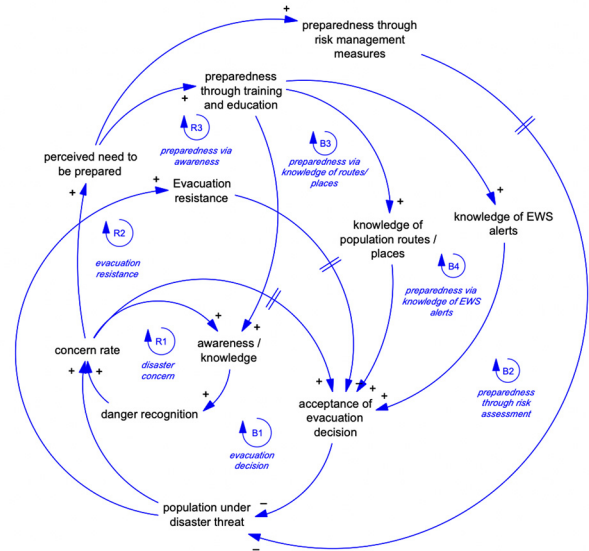 +
preparedness through
risk management
measures
preparedness
through training
and education
+
R3
preparedness via
awareness
B3
preparedness via
knowledge of routes/
places
perceived need to
be prepared
+
+
Evacuation
resistance
+
+
knowledge of EWS
alerts
knowledge of
population routes /
places
R2
evacuation
resistance
B4
preparedness via
knowledge of EWS
alerts
+
+
R1
disaster
concern
awareness /
knowledge
concern rate
+
+
B2
preparedness
through risk
assessment
+
–
+
+
acceptance of
evacuation
decision
danger recognition
+
B1
evacuation
decision
population under
disaster threat
–
–